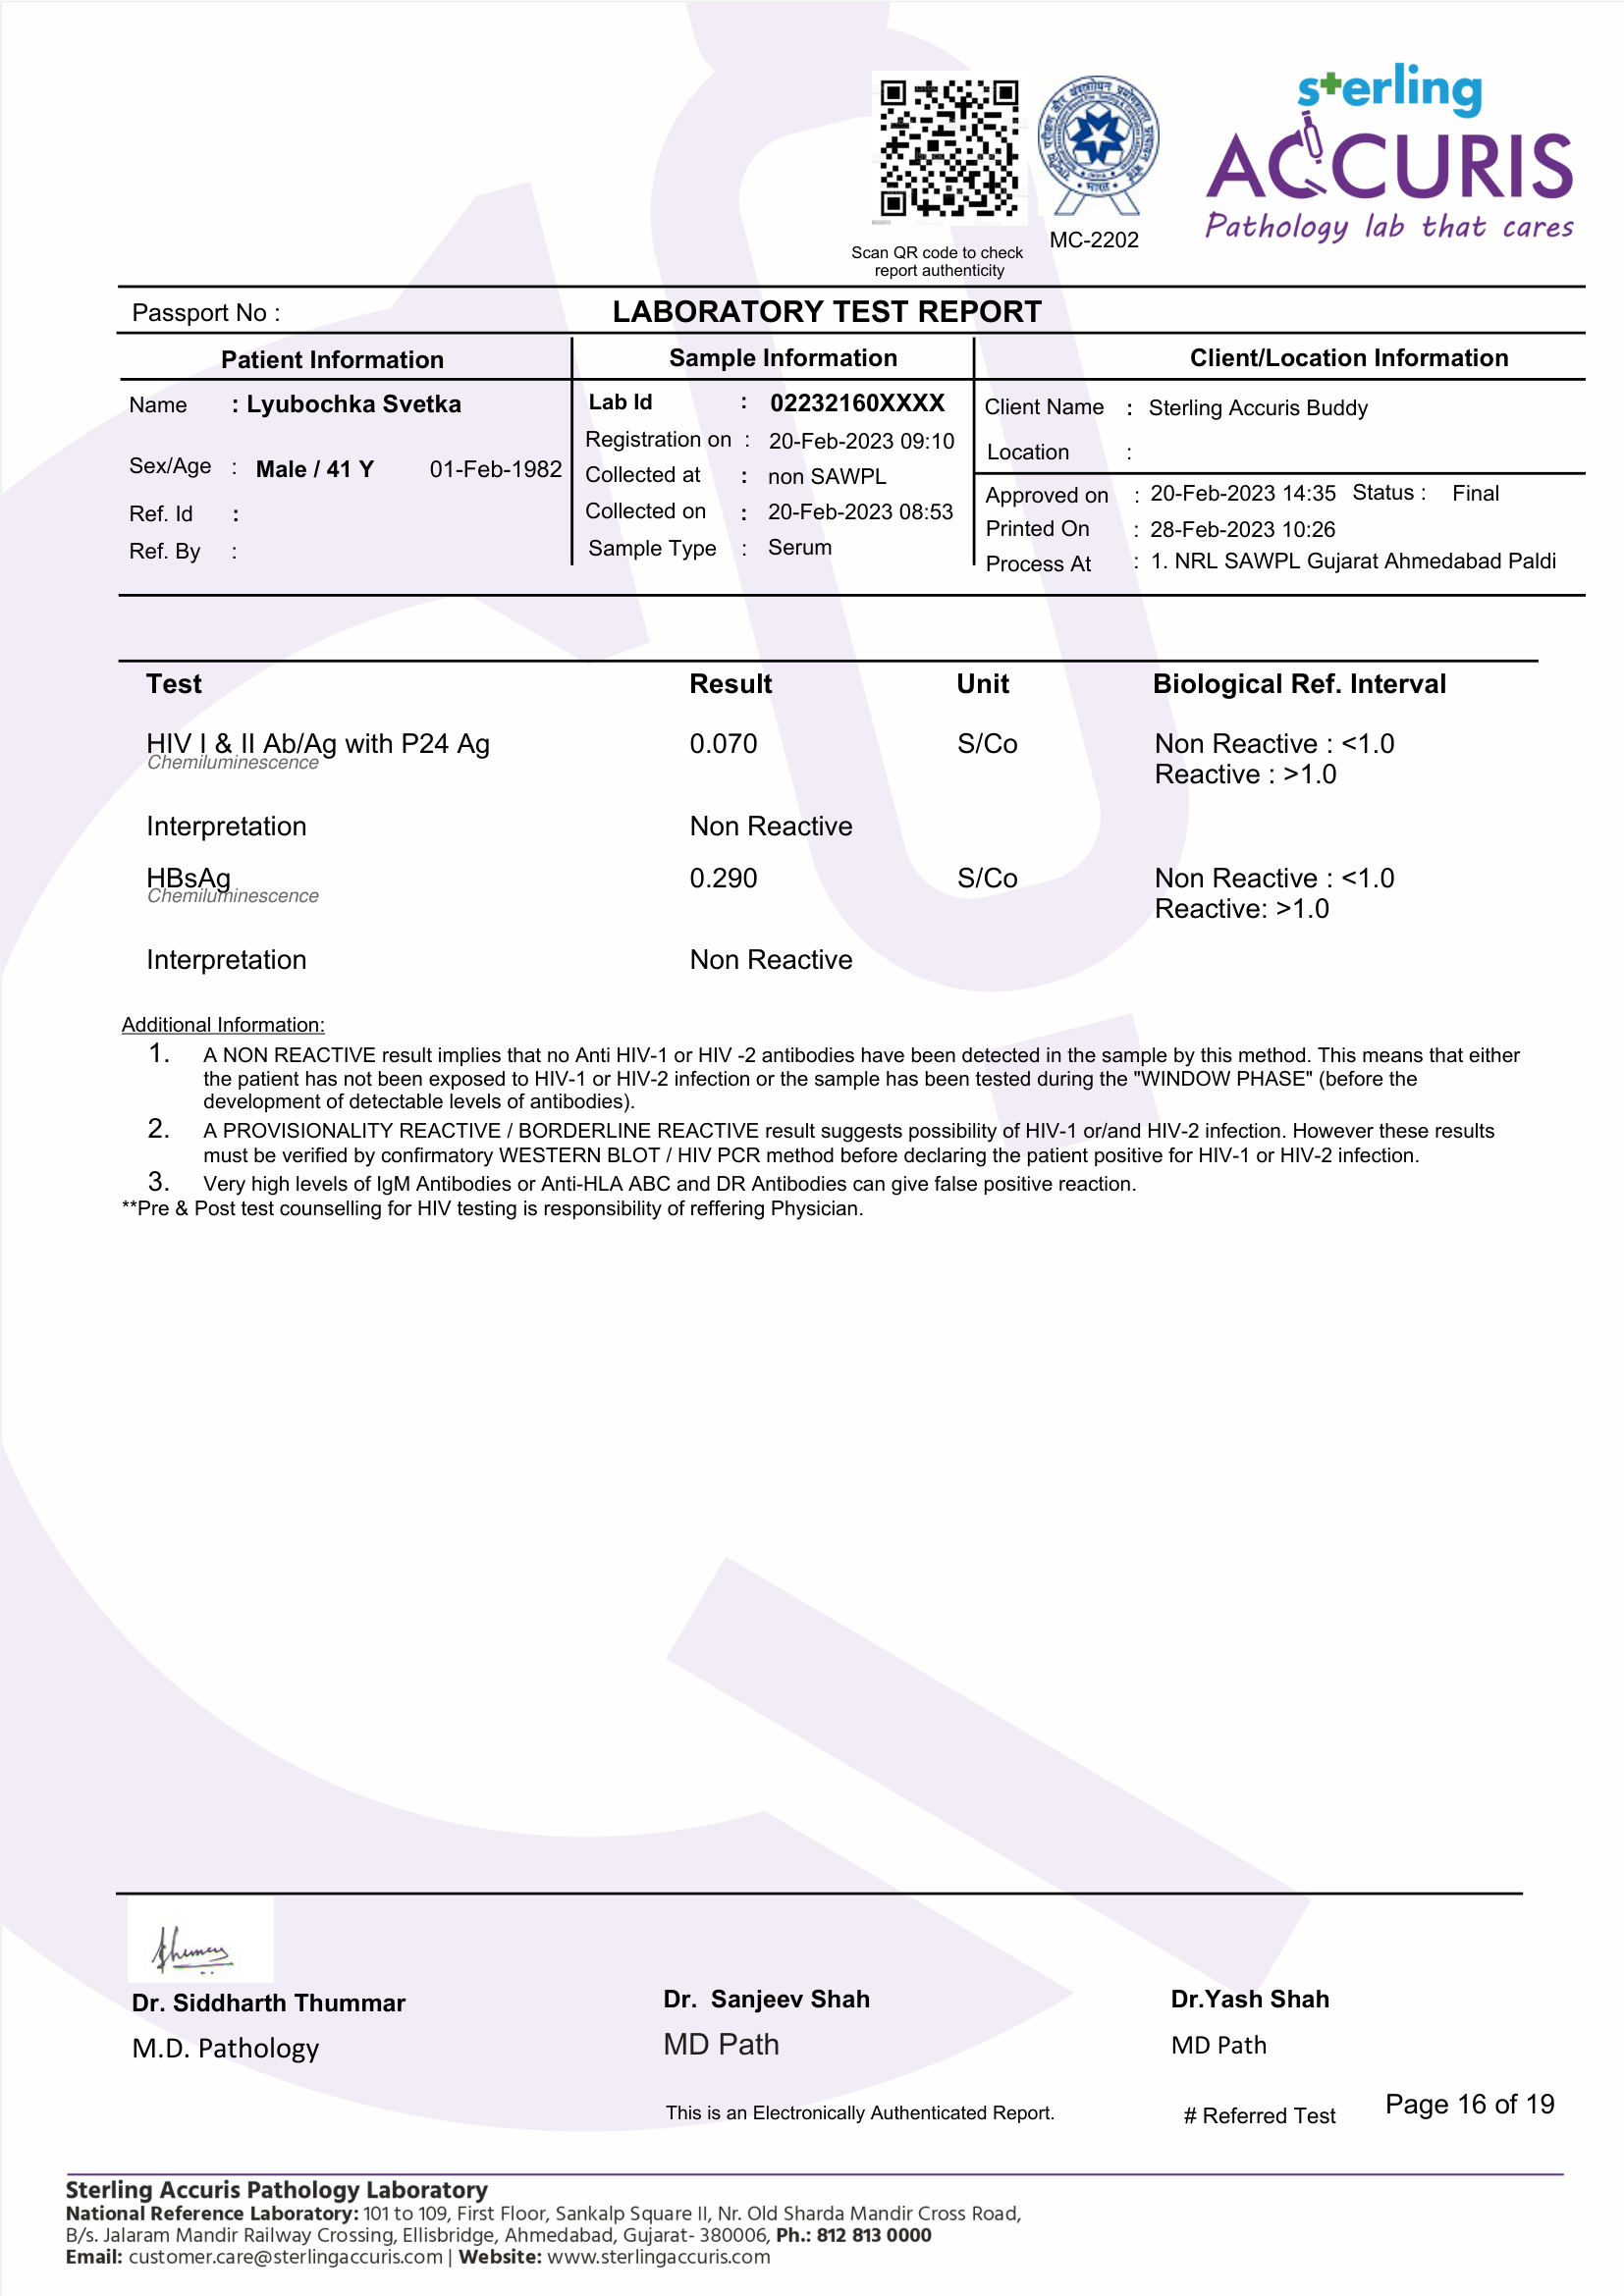 sterling
ACCURIS
Pathology lab that cares
Scan QR code to check
report authenticity
MC-2202
Passport No :
LABORATORY TEST REPORT
Patient Information
Sample Information
Client/Location Information
Name : Lyubochka Svetka
Sex/Age : Male / 41 Y 01-Feb-1982
Ref. Id :
Ref. By :
Lab Id : 02232160XXXX
Registration on : 20-Feb-2023 09:10
Collected at : non SAWPL
Collected on : 20-Feb-2023 08:53
Sample Type : Serum
Client Name : Sterling Accuris Buddy
Location :
Approved on : 20-Feb-2023 14:35 Status : Final
Printed On : 28-Feb-2023 10:26
Process At : 1. NRL SAWPL Gujarat Ahmedabad Paldi
Test Result Unit Biological Ref. Interval
HIV I & II Ab/Ag with P24 Ag 0.070 S/Co Non Reactive : <1.0
Chemiluminescence
Reactive : >1.0
Interpretation Non Reactive
HBsAg 0.290 S/Co Non Reactive : <1.0
Chemiluminescence
Reactive: >1.0
Interpretation Non Reactive
Additional Information:
1. A NON REACTIVE result implies that no Anti HIV-1 or HIV -2 antibodies have been detected in the sample by this method. This means that either
the patient has not been exposed to HIV-1 or HIV-2 infection or the sample has been tested during the "WINDOW PHASE" (before the
development of detectable levels of antibodies).
2. A PROVISIONALITY REACTIVE / BORDERLINE REACTIVE result suggests possibility of HIV-1 or/and HIV-2 infection. However these results
must be verified by confirmatory WESTERN BLOT / HIV PCR method before declaring the patient positive for HIV-1 or HIV-2 infection.
3. Very high levels of IgM Antibodies or Anti-HLA ABC and DR Antibodies can give false positive reaction.
**Pre & Post test counselling for HIV testing is responsibility of reffering Physician.
Dr. Siddharth Thummar
M.D. Pathology
Dr. Sanjeev Shah
MD Path
Dr.Yash Shah
MD Path
This is an Electronically Authenticated Report.
# Referred Test
Page 16 of 19
Sterling Accuris Pathology Laboratory
National Reference Laboratory: 101 to 109, First Floor, Sankalp Square II, Nr. Old Sharda Mandir Cross Road,
B/s. Jalaram Mandir Railway Crossing, Ellisbridge, Ahmedabad, Gujarat- 380006, Ph.: 812 813 0000
Email: customer.care@sterlingaccuris.com | Website: www.sterlingaccuris.com